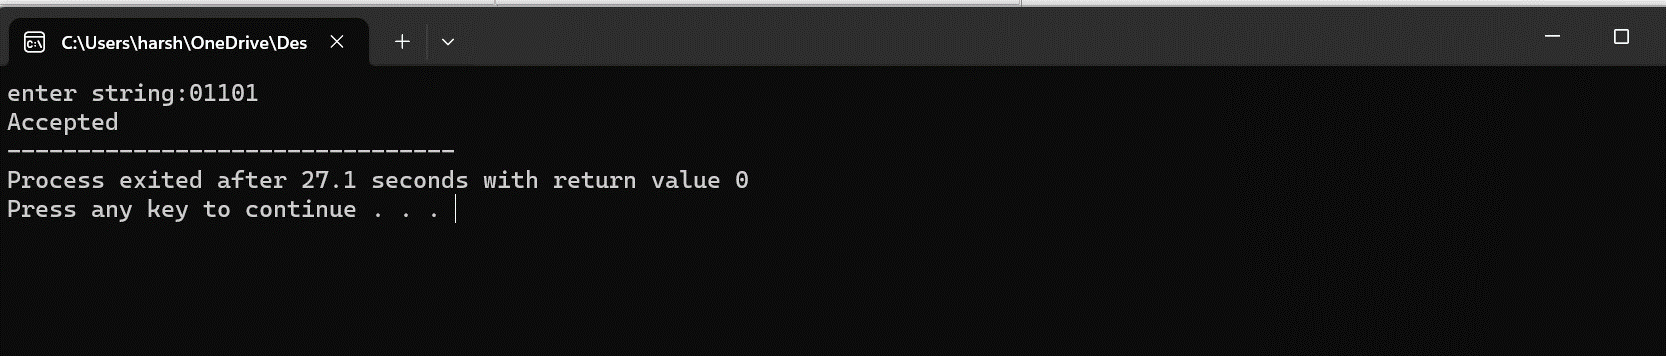 C:\Users\harsh\OneDrive\Des
enter string:01101
Accepted
--------------------------------
Process exited after 27.1 seconds with return value 0
Press any key to continue . . .